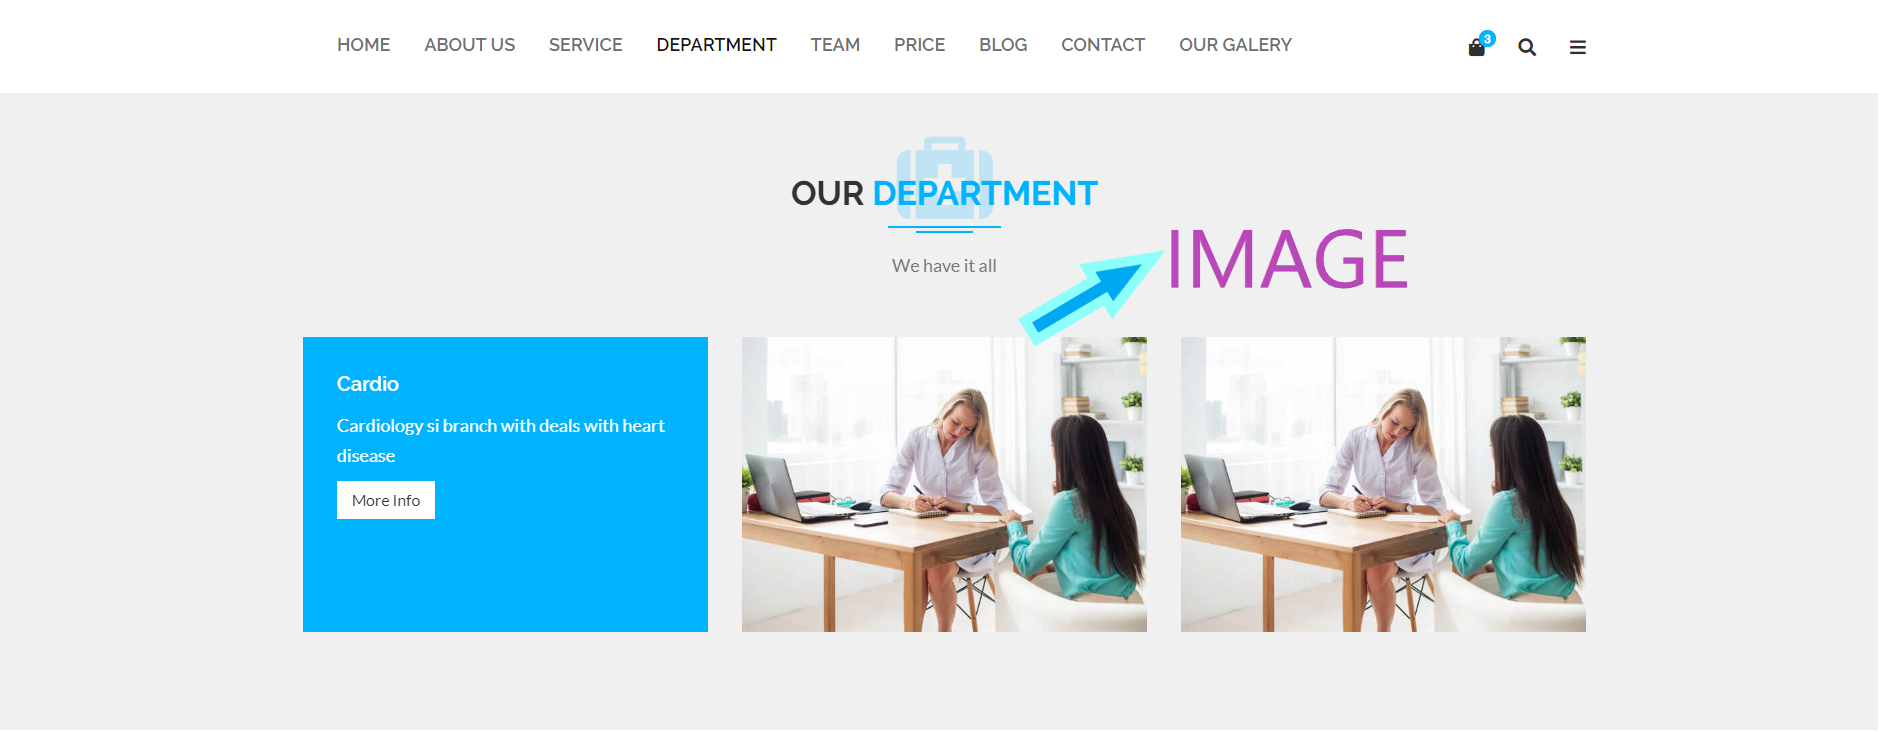 HOME ABOUT US SERVICE DEPARTMENT TEAM PRICE BLOG CONTACT OUR GALERY 3
OUR DEPARTMENT
We have it all
IMAGE
Cardio
Cardiology si branch with deals with heart
disease
More Info